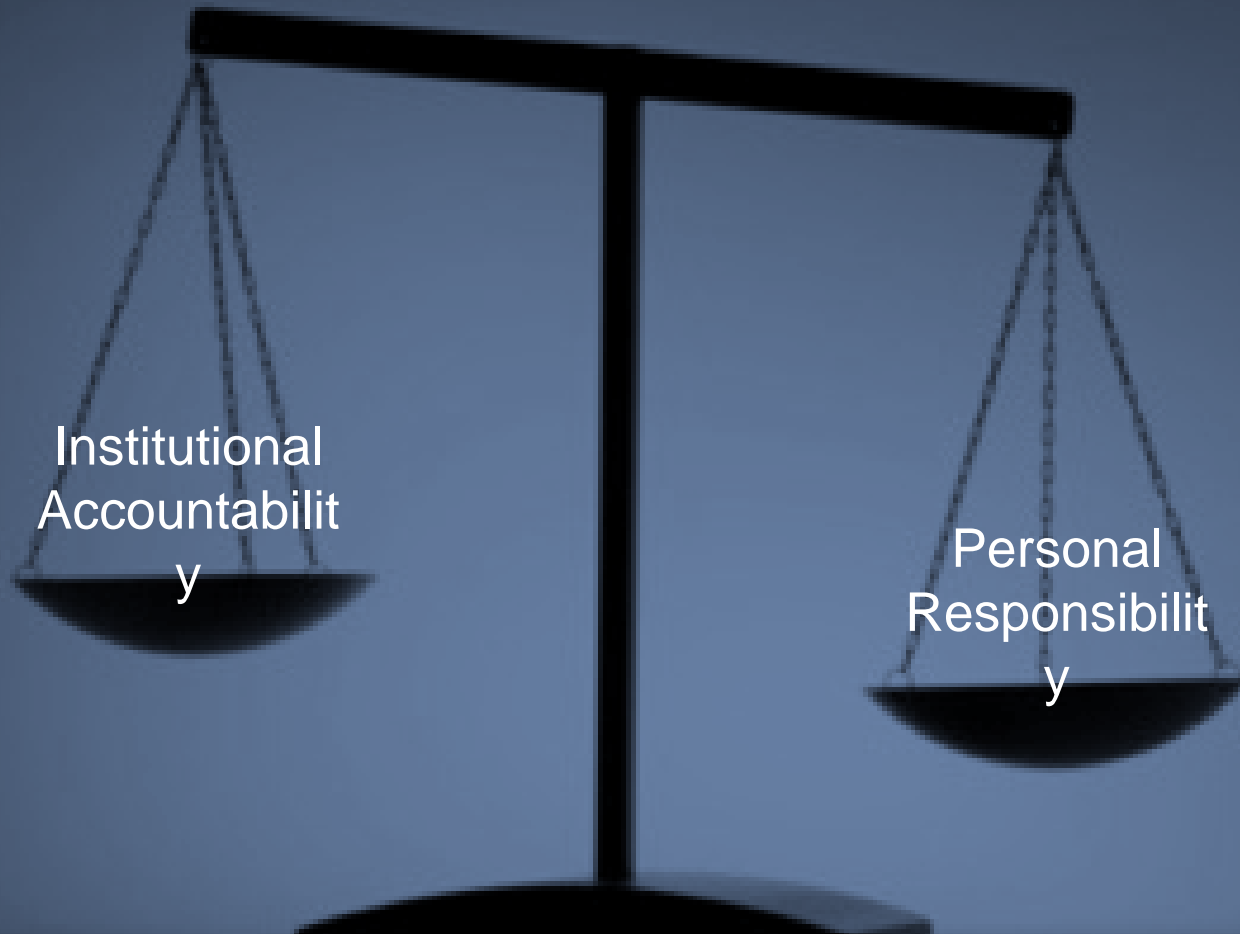 Institutional
Accountabilit
y
Personal
Responsibilit
y